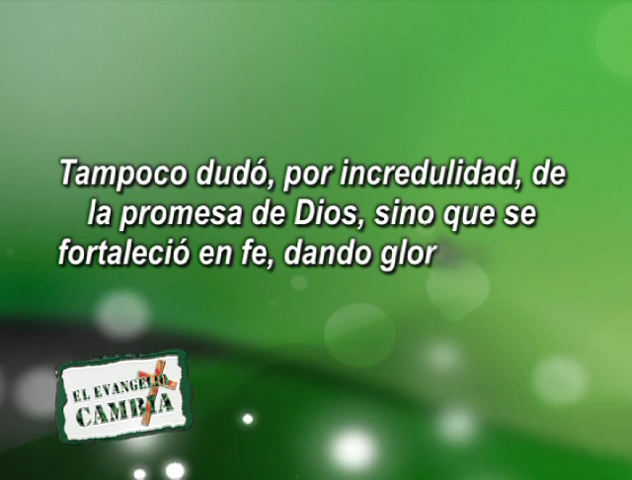 Tampoco dudó, por incredulidad, de
la promesa de Dios, sino que se
fortaleció en fe, dando glor
EL EVANGELIO
CAMBIA